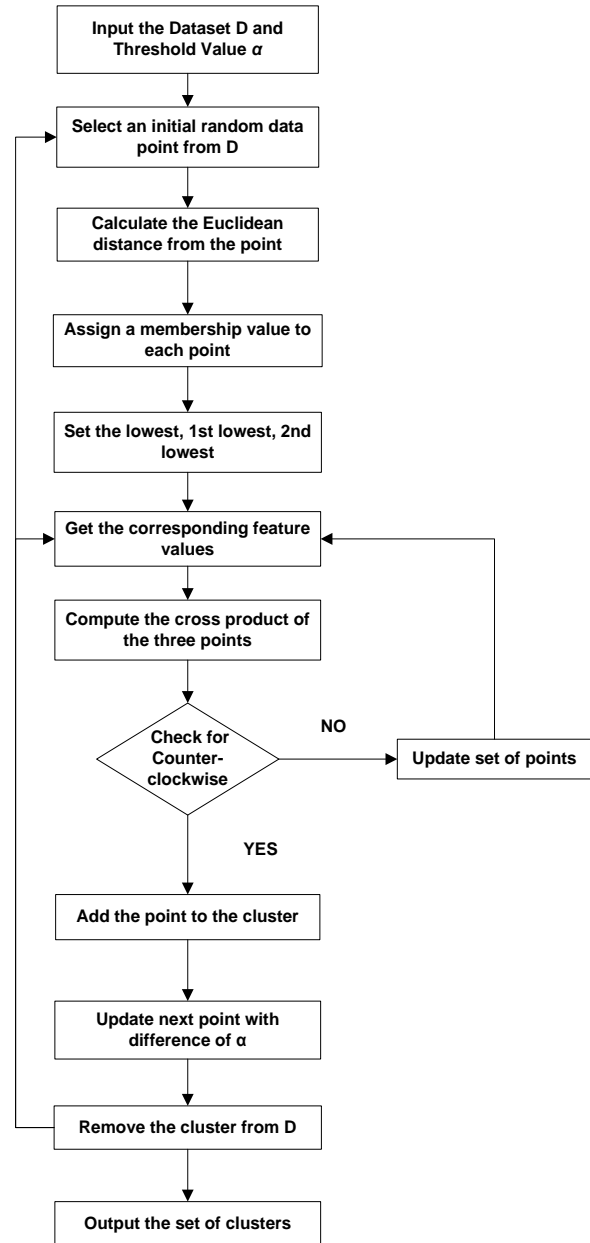 Input the Dataset D and
Threshold Value α
Select an initial random data
point from D
Calculate the Euclidean
distance from the point
Assign a membership value to
each point
Set the lowest, 1st lowest, 2nd
lowest
Get the corresponding feature
values
Compute the cross product of
the three points
Check for
Counter-
clockwise
NO
Update set of points
YES
Add the point to the cluster
Update next point with
difference of α
Remove the cluster from D
Output the set of clusters